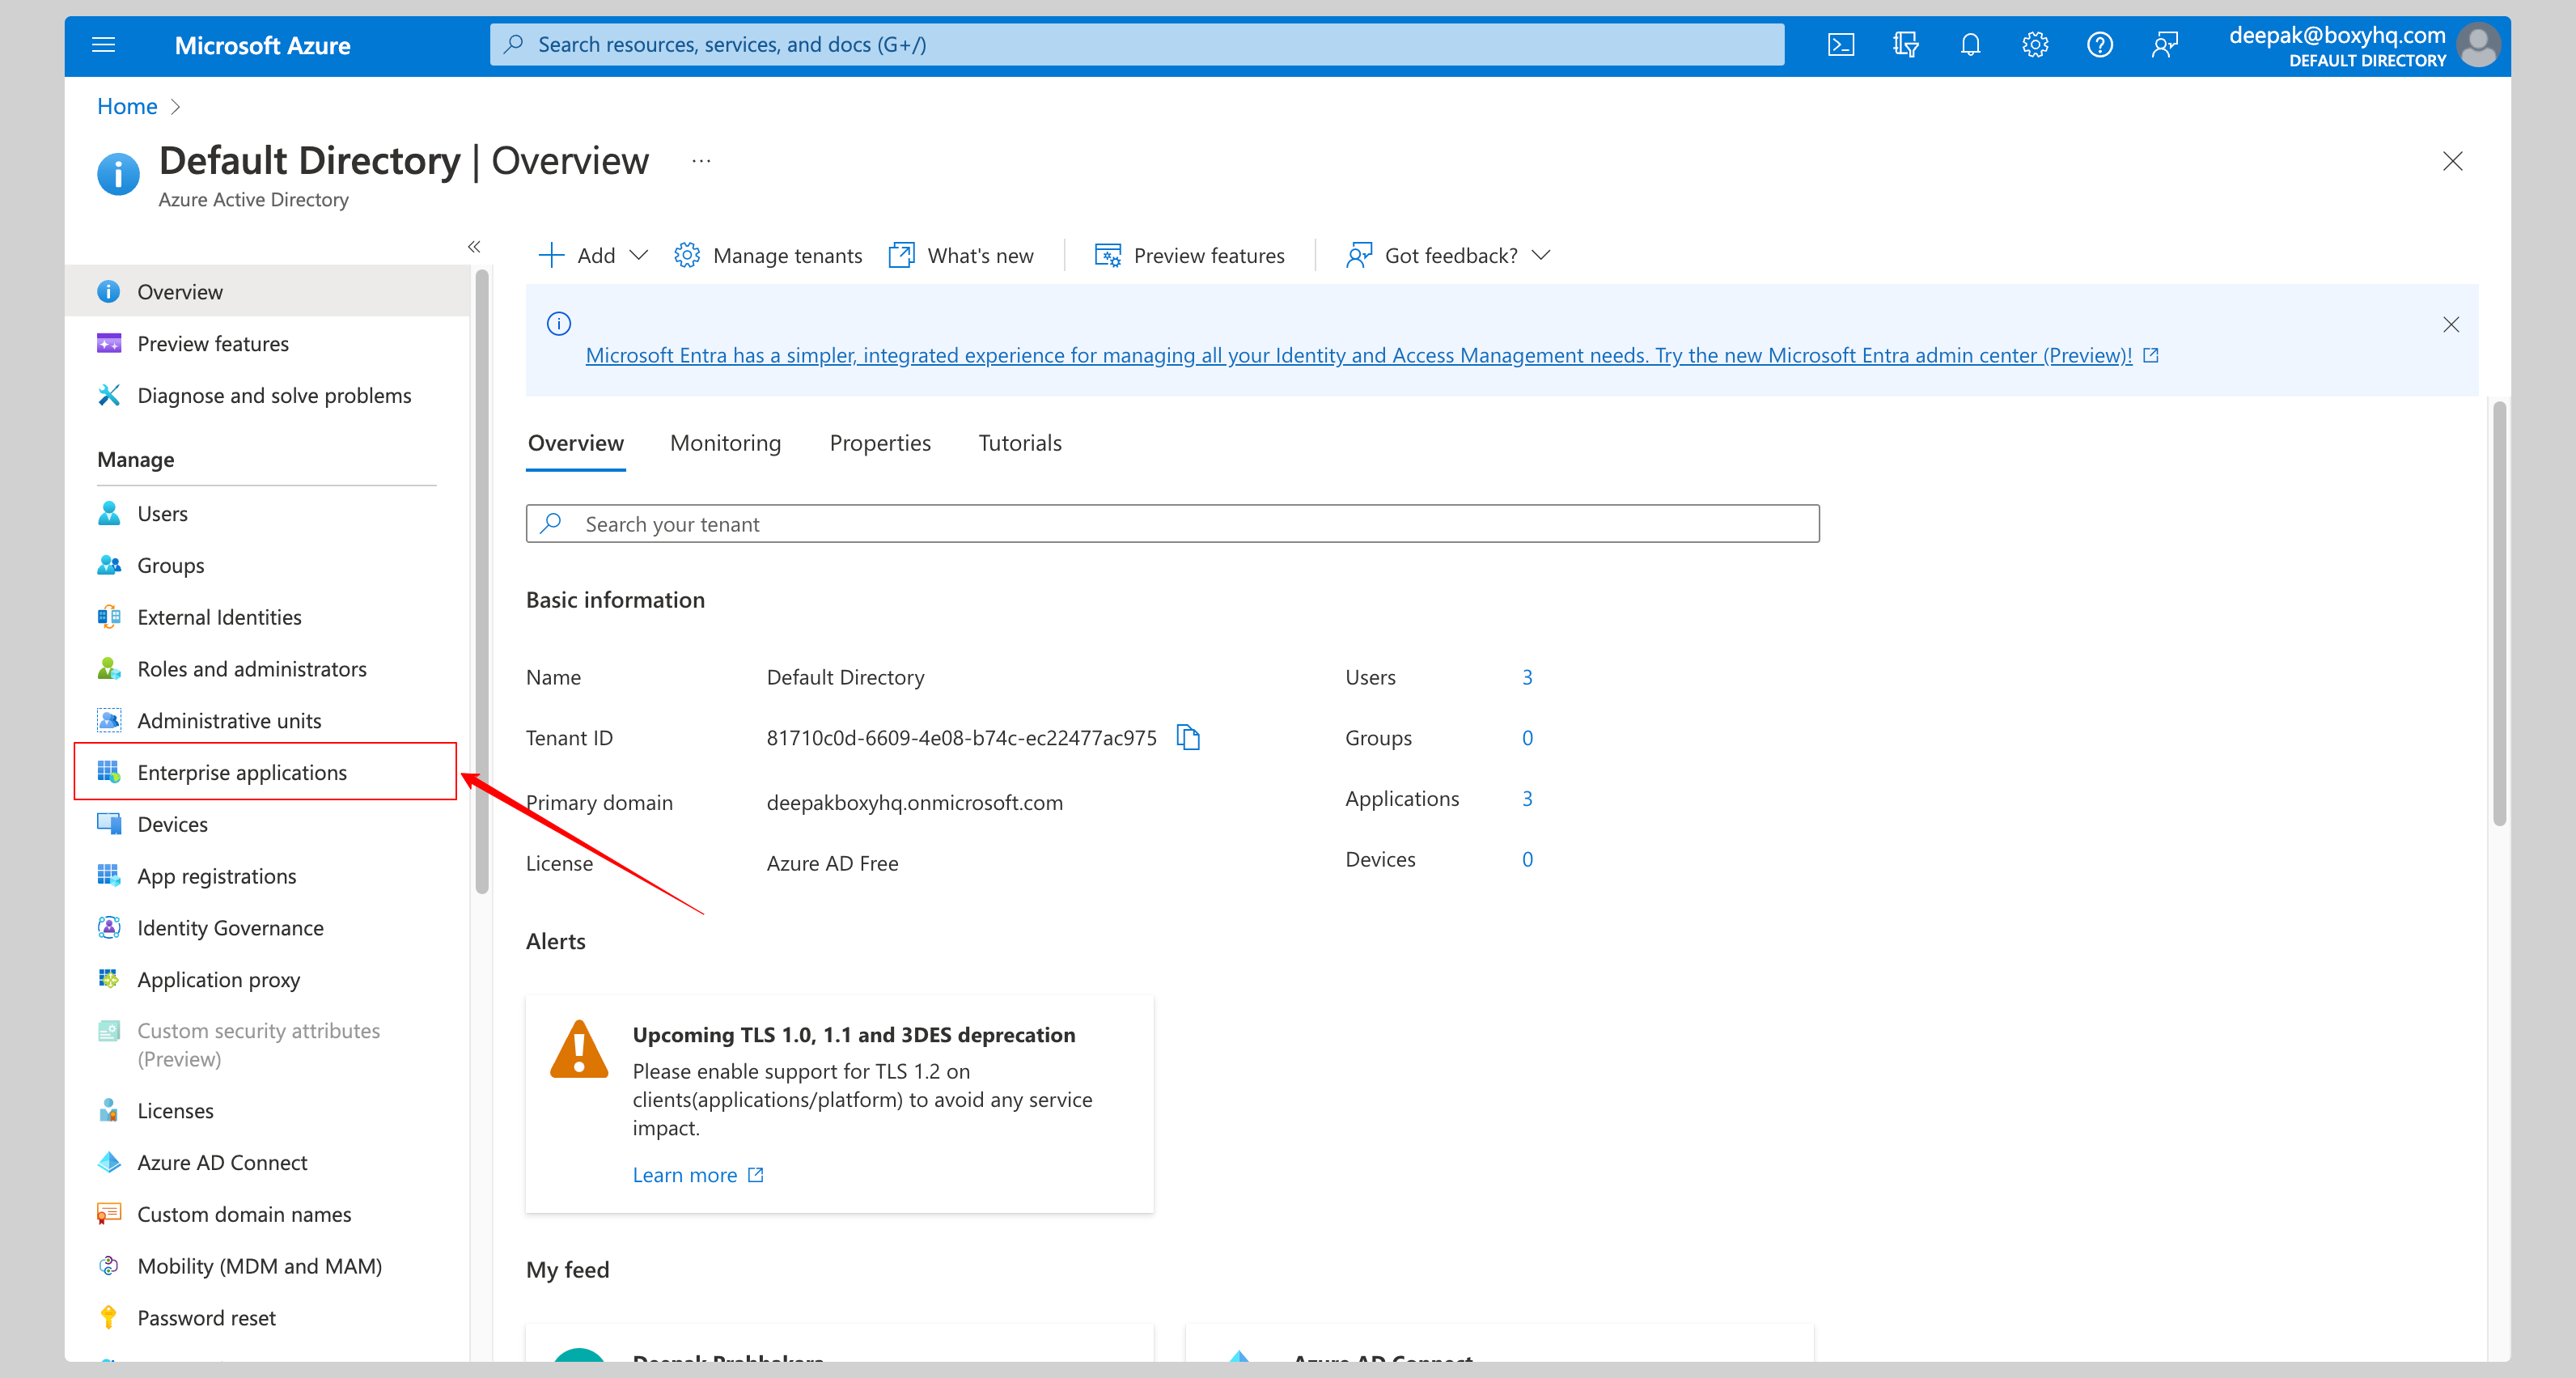 Microsoft Azure
Search resources, services, and docs (G+/)
deepak@boxyhq.com
DEFAULT DIRECTORY
Home
Default Directory | Overview
Azure Active Directory
Add
Manage tenants
What's new
Preview features
Got feedback?
Overview
Preview features
Diagnose and solve problems
Manage
Users
Groups
External Identities
Roles and administrators
Administrative units
Enterprise applications
Devices
App registrations
Identity Governance
Application proxy
Custom security attributes
(Preview)
Licenses
Azure AD Connect
Custom domain names
Mobility (MDM and MAM)
Password reset
Microsoft Entra has a simpler, integrated experience for managing all your Identity and Access Management needs. Try the new Microsoft Entra admin center (Preview)!
Overview
Monitoring
Properties
Tutorials
Search your tenant
Basic information
Name Default Directory
Tenant ID 81710c0d-6609-4e08-b74c-ec22477ac975
Primary domain deepakboxyhq.onmicrosoft.com
License Azure AD Free
Users 3
Groups 0
Applications 3
Devices 0
Alerts
Upcoming TLS 1.0, 1.1 and 3DES deprecation
Please enable support for TLS 1.2 on
clients(applications/platform) to avoid any service
impact.
Learn more
My feed
Deepak Prabhakara
Azure AD Connect